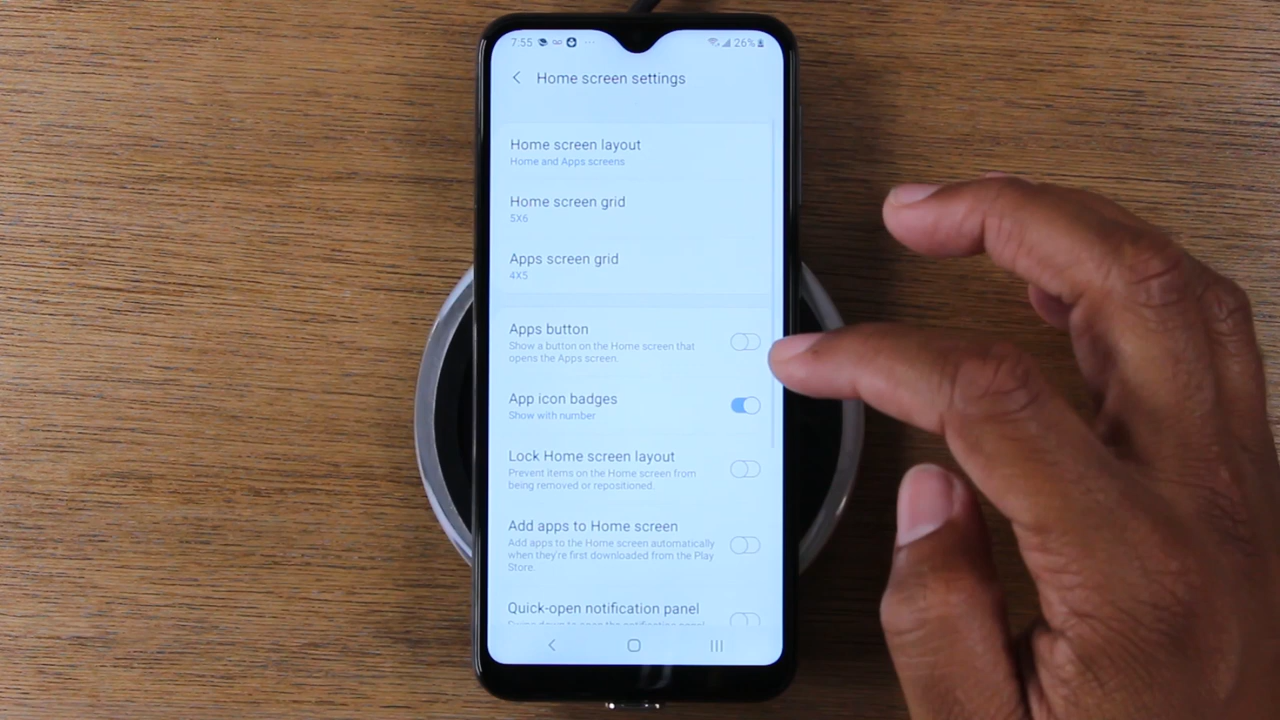 7:55 26%
Home screen settings
Home screen layout
Home and Apps screens
Home screen grid
5X6
Apps screen grid
4X5
Apps button
Show a button on the Home screen that
opens the Apps screen.
App icon badges
Show with number
Lock Home screen layout
Prevent items on the Home screen from
being removed or repositioned.
Add apps to Home screen
Add apps to the Home screen automatically
when they're first downloaded from the Play
Store.
Quick-open notification panel